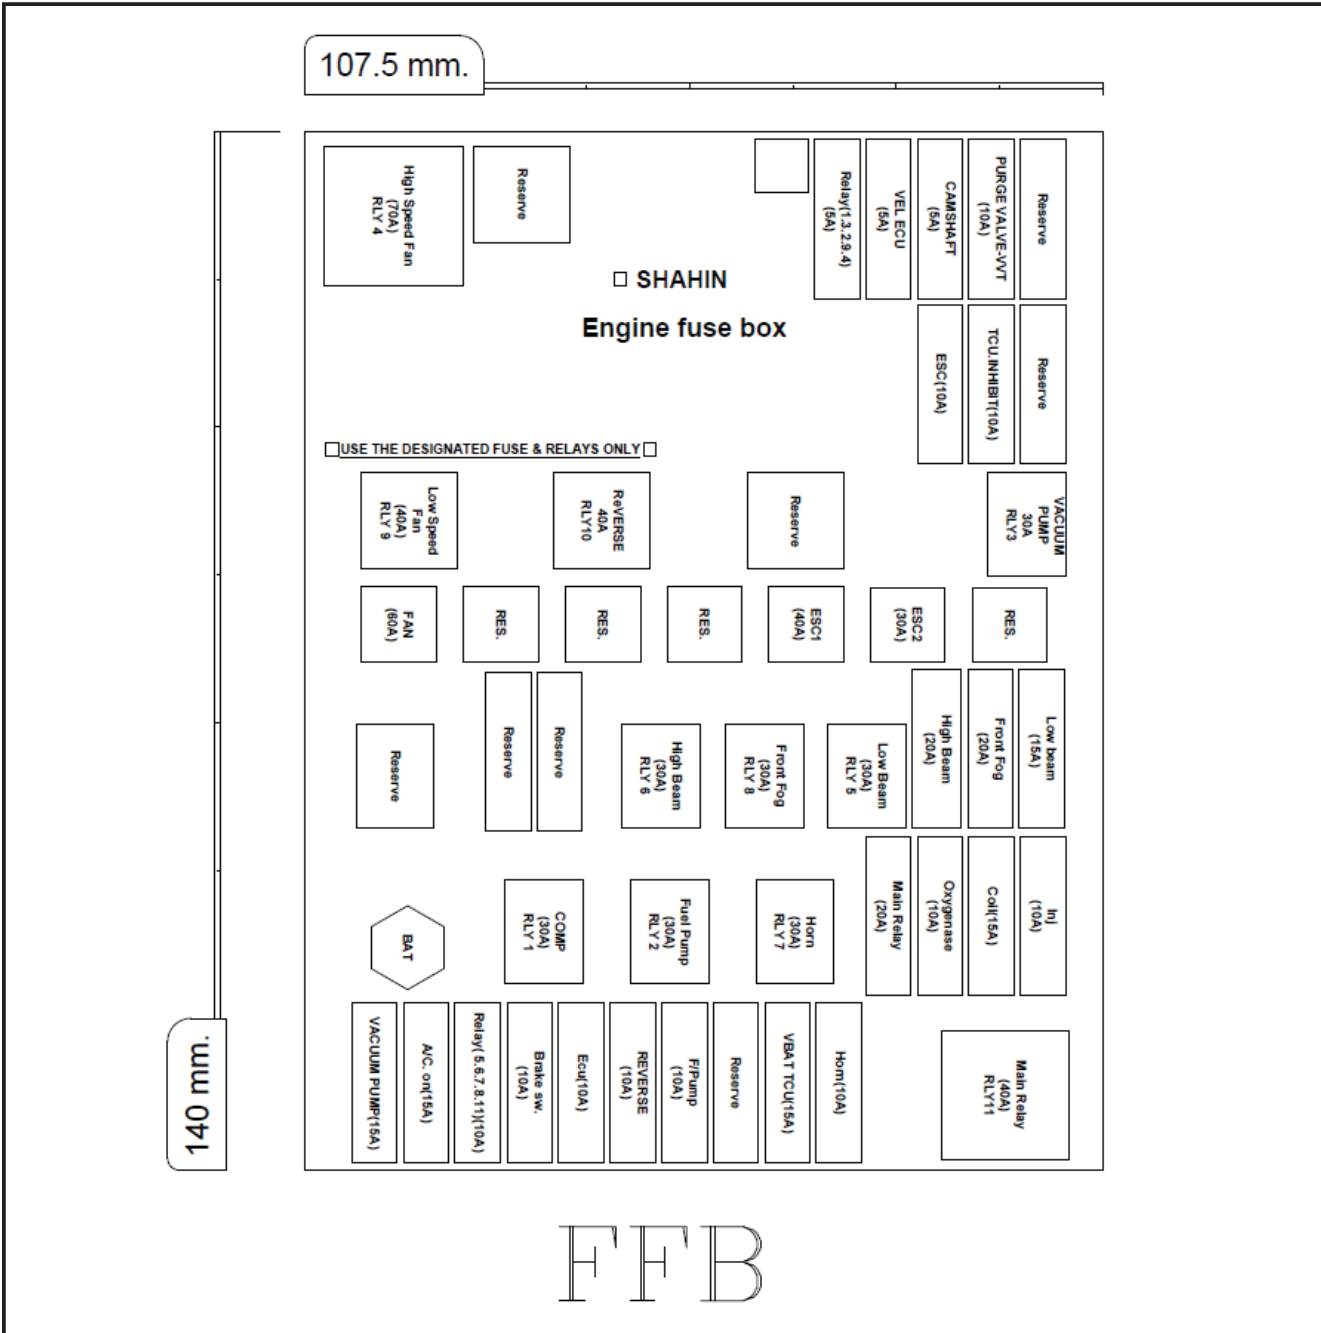 107.5 mm.
High Speed Fan
(70A)
RLY 4
Reserve
Relay(1.3.2.9.4)
(5A)
VEL ECU
(5A)
CAMSHAFT
(5A)
PURGE VALVE-VVT
(10A)
Reserve
SHAHIN
Engine fuse box
ESC(10A)
TCU.INHIBIT(10A)
Reserve
USE THE DESIGNATED FUSE & RELAYS ONLY
Low Speed
Fan
(40A)
RLY 9
ReVERSE
40A
RLY10
Reserve
VACUUM
PUMP
30A
RLY3
FAN
(60A)
RES.
RES.
RES.
ESC1
(40A)
ESC2
(30A)
RES.
Reserve
Reserve
Reserve
High Beam
(30A)
RLY 6
Front Fog
(30A)
RLY 8
Low Beam
(30A)
RLY 5
High Beam
(20A)
Front Fog
(20A)
Low beam
(15A)
BAT
COMP
(30A)
RLY 1
Fuel Pump
(30A)
RLY 2
Horn
(30A)
RLY 7
Main Relay
(20A)
Oxygenase
(10A)
Coil(15A)
Inj
(10A)
VACUUM PUMP(15A)
A/C. on(15A)
Relay( 5.6.7.8.11)(10A)
Brake sw.
(10A)
Ecu(10A)
REVERSE
(10A)
F/Pump
(10A)
Reserve
VBAT TCU(15A)
Horn(10A)
Main Relay
(40A)
RLY11
140 mm.
FFB